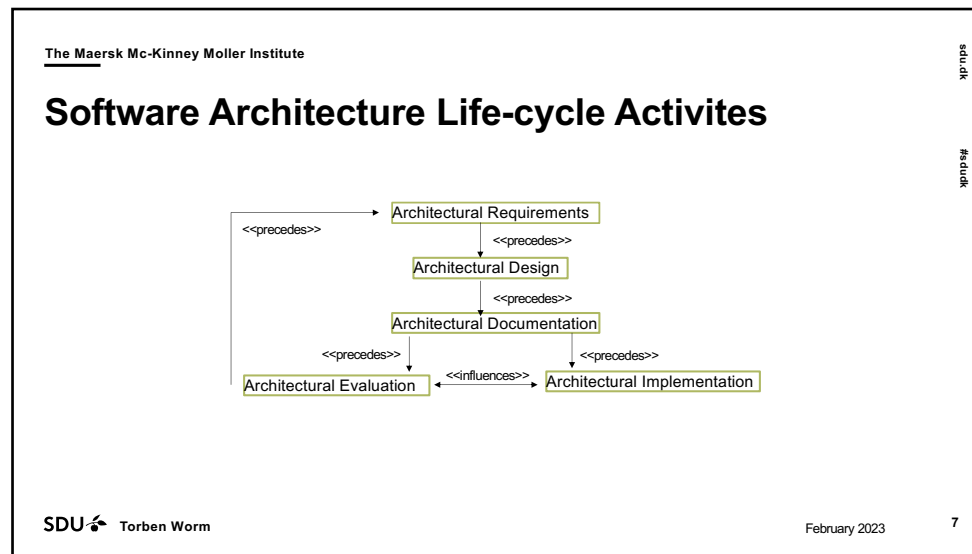 The Maersk Mc-Kinney Moller Institute
sdu.dk
#sdudk
Software Architecture Life-cycle Activites
Architectural Requirements
<<precedes>>
<<precedes>>
Architectural Design
<<precedes>>
Architectural Documentation
<<precedes>>
<<precedes>>
Architectural Evaluation
<<influences>>
Architectural Implementation
SDU
Torben Worm
February 2023
7